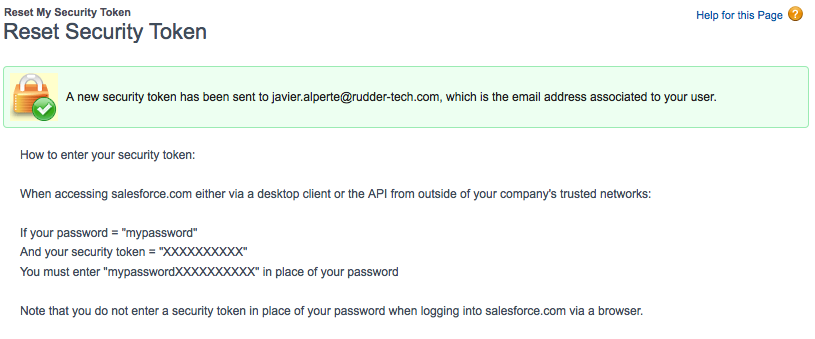 Reset My Security Token
Help for this Page ?
Reset Security Token
A new security token has been sent to javier.alperte@rudder-tech.com, which is the email address associated to your user.
How to enter your security token:
When accessing salesforce.com either via a desktop client or the API from outside of your company's trusted networks:
If your password = "mypassword"
And your security token = "XXXXXXXXXX"
You must enter "mypasswordXXXXXXXXXX" in place of your password
Note that you do not enter a security token in place of your password when logging into salesforce.com via a browser.